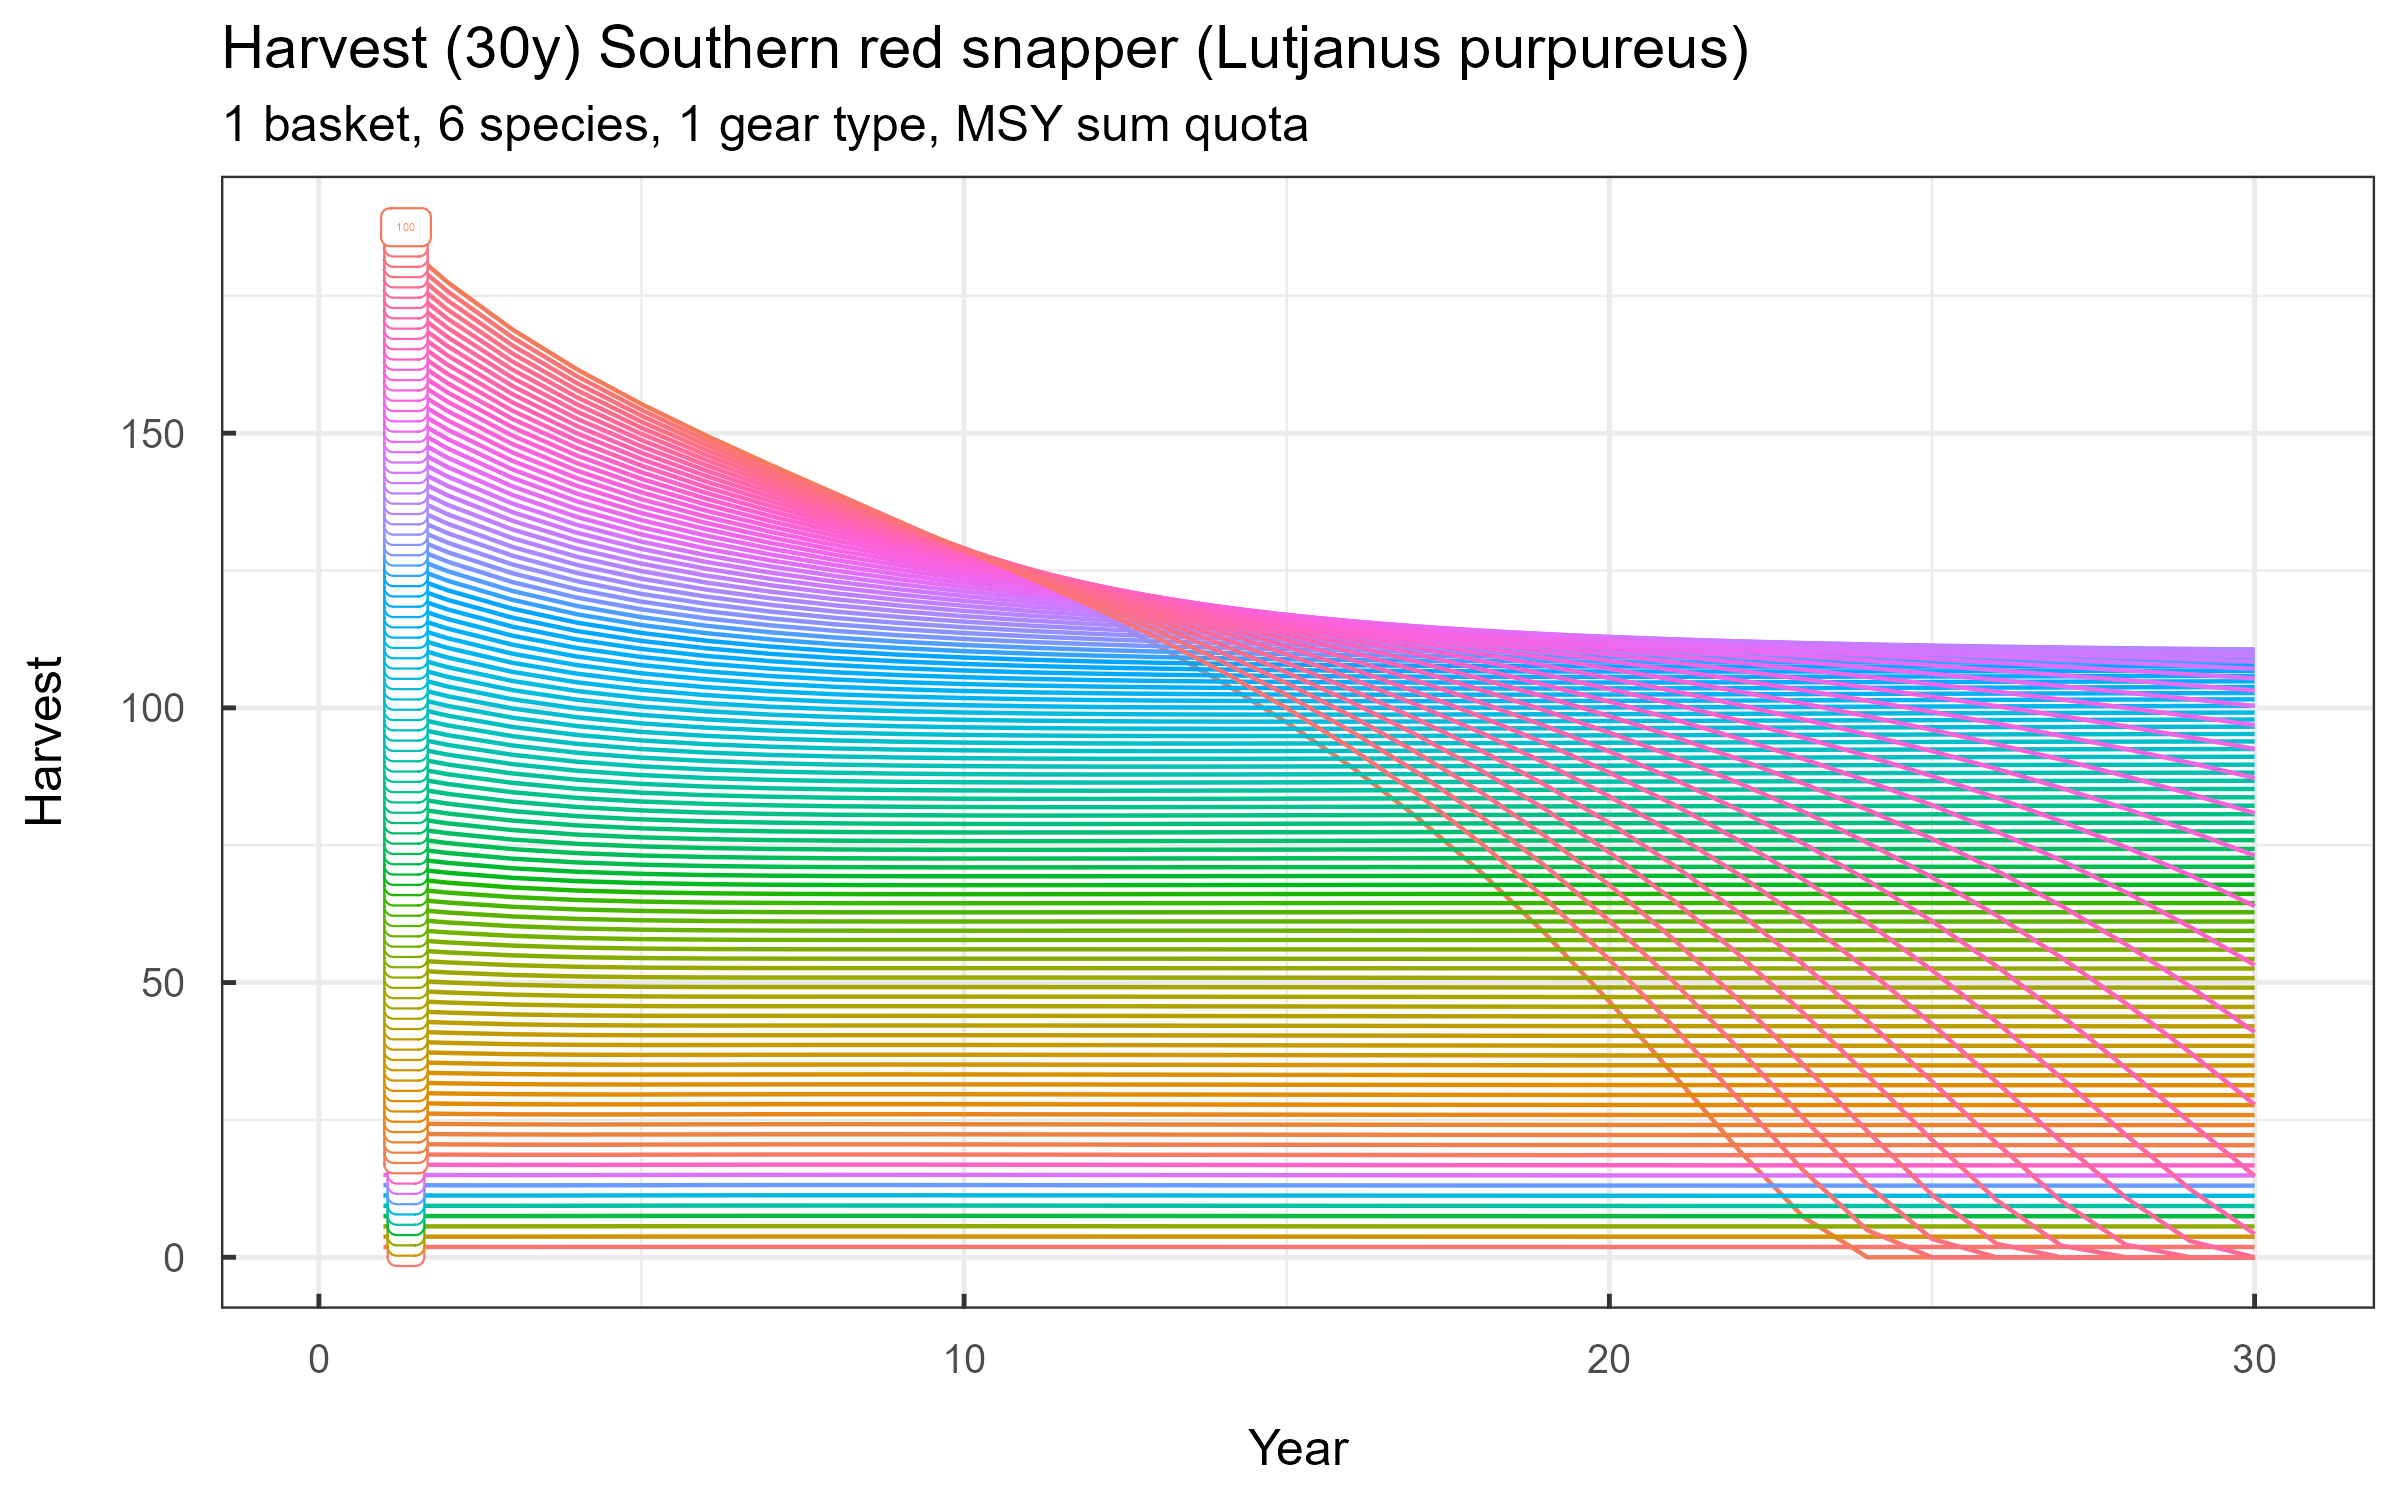 Harvest (30y) Southern red snapper (Lutjanus purpureus)
1 basket, 6 species, 1 gear type, MSY sum quota
100
150
100
50
0
Harvest
0 10 20 30
Year